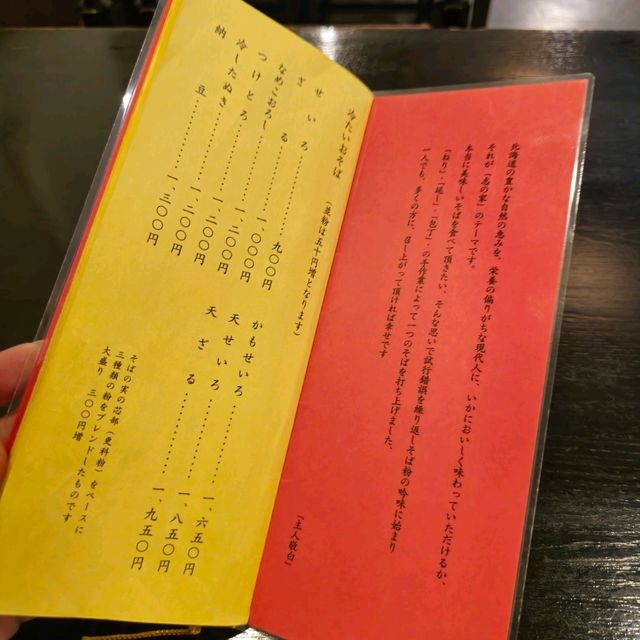 北海道の豊かな自然の恵みを、栄養の偏りがちな現代人に、いかにおいしく味わっていただけるか、
それが「志の家」のテーマです。
本当に美味しいそばを食べて頂きたい、そんな思いで試行錯誤を繰り返しそば粉の吟味に始まり
「ねり」・「延し」・「包丁」・の手作業によって一つのそばを打ち上げました、
一人でも、多くの方に、召し上がって頂ければ幸せです
「主人敬白」
冷たいおそば (粉は五十円増となります)
せいろ………………九〇〇円
ざる………………一、〇〇〇円
なめこおろし………一、二〇〇円
つけとろ……………一、二〇〇円
冷したぬき…………一、二〇〇円
納豆………………一、三〇〇円
かもせいろ…………一、六五〇円
天せいろ……………一、八五〇円
天ざる………………一、九五〇円
そばの実の芯部(更科粉)をベースに
三種類の粉をブレンドしたものです
大盛り 三〇〇円増